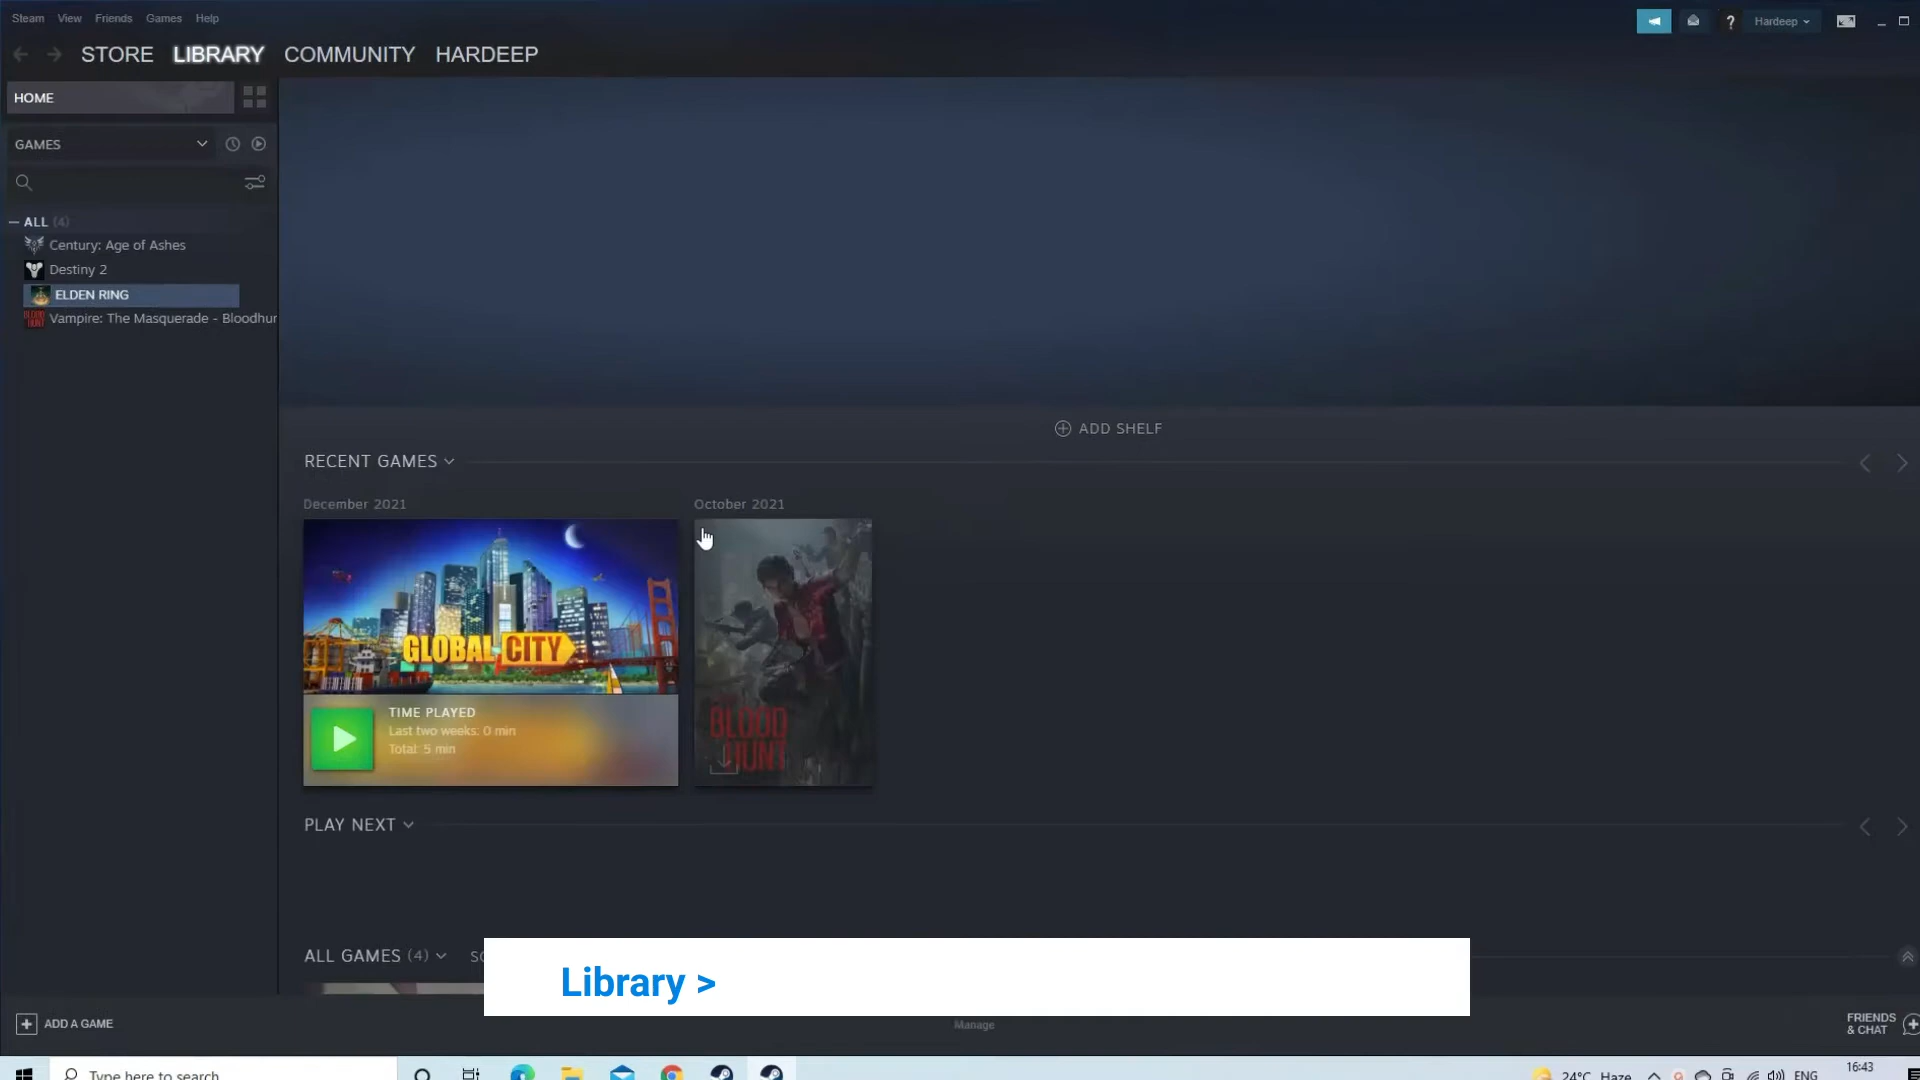 Steam View Friends Games Help
Hardeep
STORE LIBRARY COMMUNITY HARDEEP
HOME
GAMES
ALL (4)
Century: Age of Ashes
Destiny 2
ELDEN RING
Vampire: The Masquerade - Bloodhun
ADD SHELF
RECENT GAMES
December 2021
October 2021
GLOBAL CITY
BLOOD
HUNT
TIME PLAYED
Last two weeks: 0 min
Total: 5 min
PLAY NEXT
ALL GAMES (4)
Library >
ADD A GAME
Manage
FRIENDS
& CHAT
Type here to search
24°C Haze
ENG
16:43